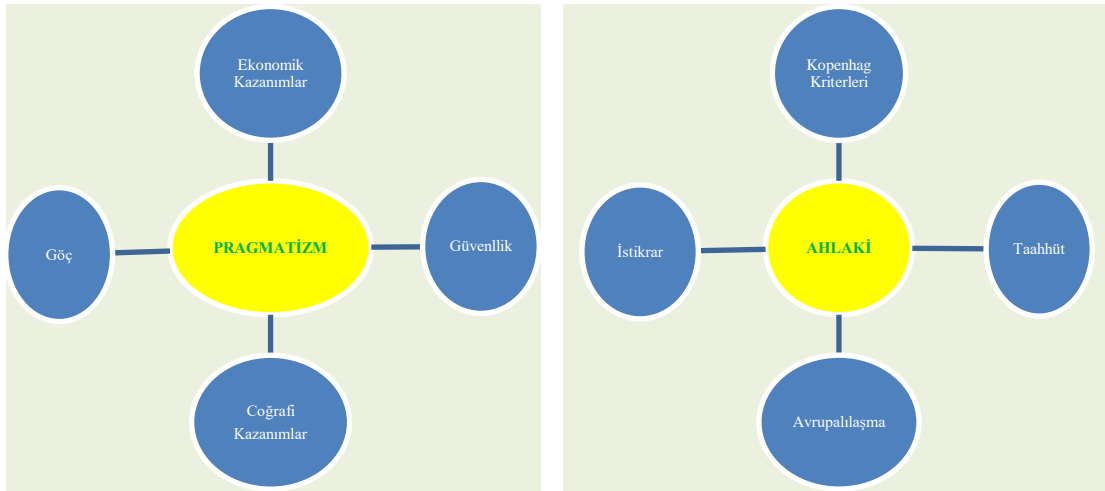 Ekonomik
Kazanımlar
Göç
PRAGMATİZM
Güvenllik
Coğrafi
Kazanımlar
Kopenhag
Kriterleri
İstikrar
AHLAKİ
Taahhüt
Avrupalılaşma